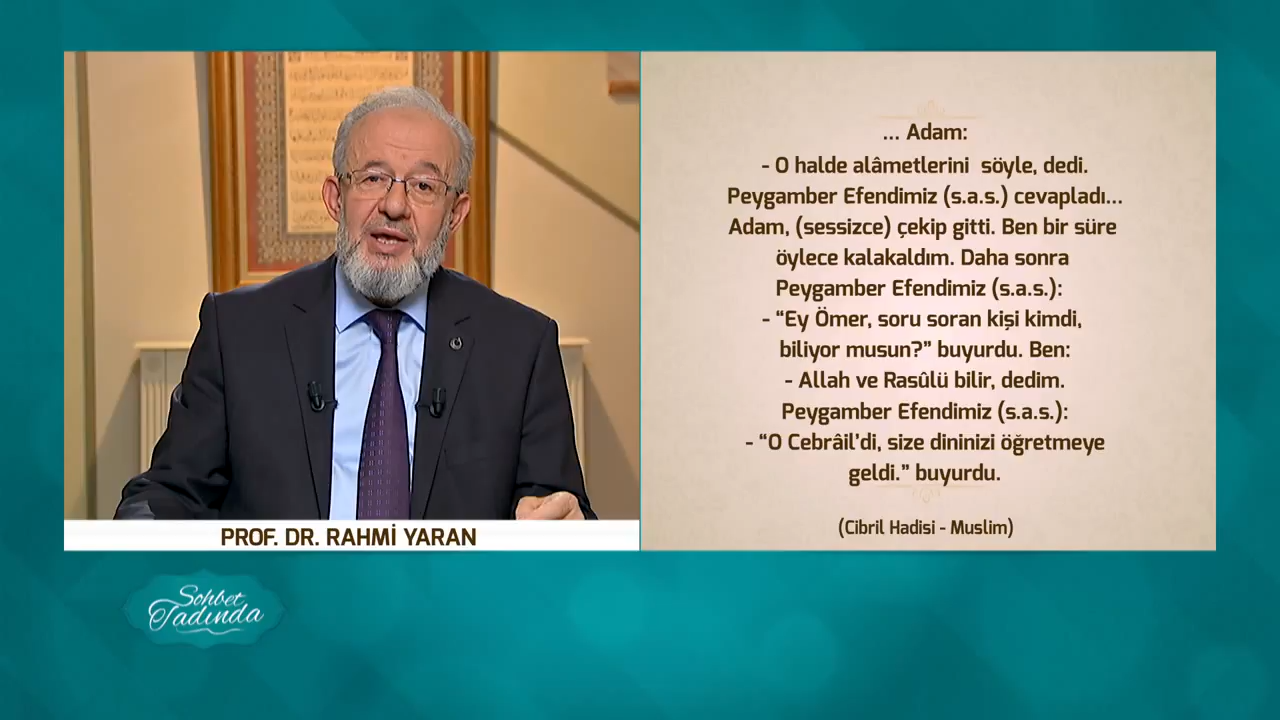 ... Adam:
- O halde alâmetlerini söyle, dedi.
Peygamber Efendimiz (s.a.s.) cevapladı...
Adam, (sessizce) çekip gitti. Ben bir süre
öylece kalakaldım. Daha sonra
Peygamber Efendimiz (s.a.s.):
- “Ey Ömer, soru soran kişi kimdi,
biliyor musun?” buyurdu. Ben:
- Allah ve Rasûlü bilir, dedim.
Peygamber Efendimiz (s.a.s.):
- “O Cebrâil’di, size dininizi öğretmeye
geldi.” buyurdu.
(Cibril Hadisi - Muslim)
PROF. DR. RAHMİ YARAN
Sohbet
Tadında